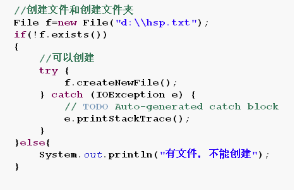 //创建文件和创建文件夹
File f=new File("d:\\hsp.txt");
if(!f.exists())
{
//可以创建
try {
f.createNewFile();
} catch (IOException e) {
// TODO Auto-generated catch block
e.printStackTrace();
}
}else{
System.out.println("有文件，不能创建");
}